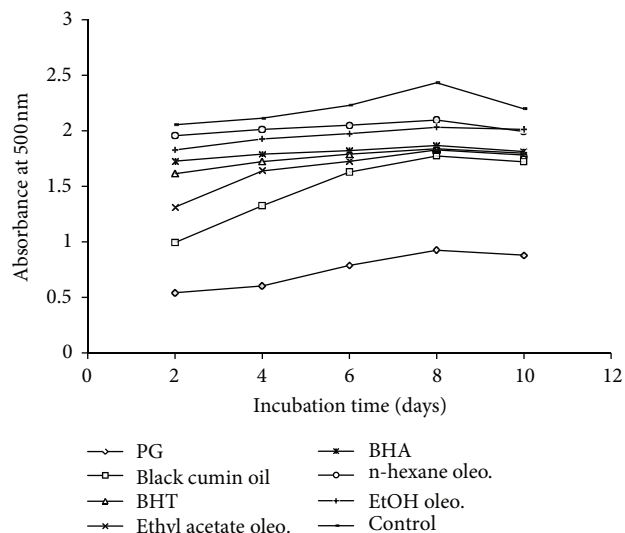 3
2.5
2
1.5
1
0.5
0
Absorbance at 500 nm
0 2 4 6 8 10 12
Incubation time (days)
PG
Black cumin oil
BHT
Ethyl acetate oleo.
BHA
n-hexane oleo.
EtOH oleo.
Control